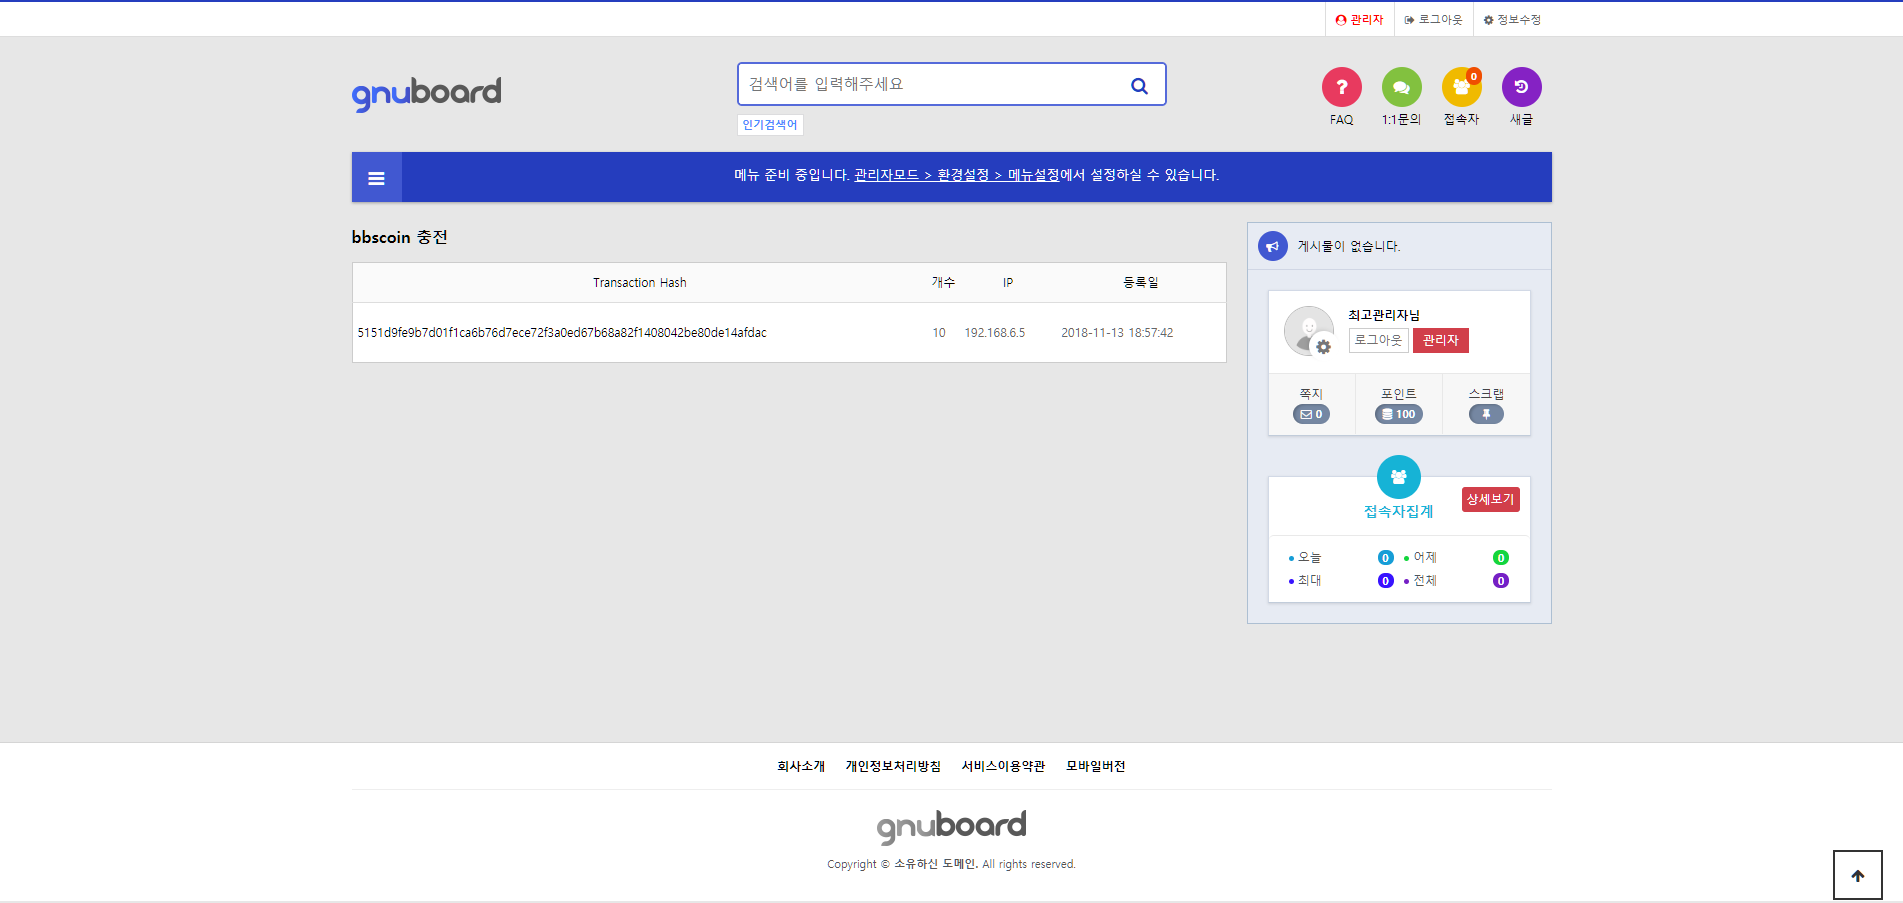 관리자 로그아웃 정보수정
gnuboard
검색어를 입력해주세요
인기검색어
? FAQ
1:1문의
0 접속자
새글
메뉴 준비 중입니다. 관리자모드 > 환경설정 > 메뉴설정에서 설정하실 수 있습니다.
bbscoin 충전
Transaction Hash 개수 IP 등록일
5151d9fe9b7d01f1ca6b76d7ece72f3a0ed67b68a82f1408042be80de14afdac 10 192.168.6.5 2018-11-13 18:57:42
게시물이 없습니다.
최고관리자님
로그아웃 관리자
쪽지 포인트 스크랩
0 100
접속자집계 상세보기
오늘 0 어제 0
최대 0 전체 0
회사소개 개인정보처리방침 서비스이용약관 모바일버전
gnuboard
Copyright © 소유하신 도메인. All rights reserved.